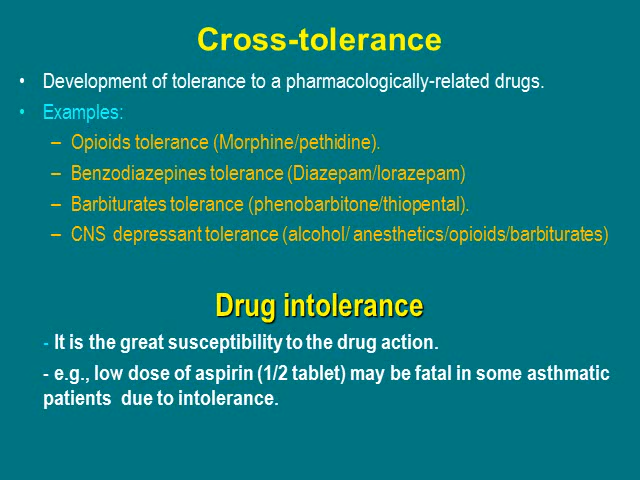 Cross-tolerance
• Development of tolerance to a pharmacologically-related drugs.
• Examples:
– Opioids tolerance (Morphine/pethidine).
– Benzodiazepines tolerance (Diazepam/lorazepam)
– Barbiturates tolerance (phenobarbitone/thiopental).
– CNS depressant tolerance (alcohol/ anesthetics/opioids/barbiturates)
Drug intolerance
- It is the great susceptibility to the drug action.
- e.g., low dose of aspirin (1/2 tablet) may be fatal in some asthmatic
patients due to intolerance.